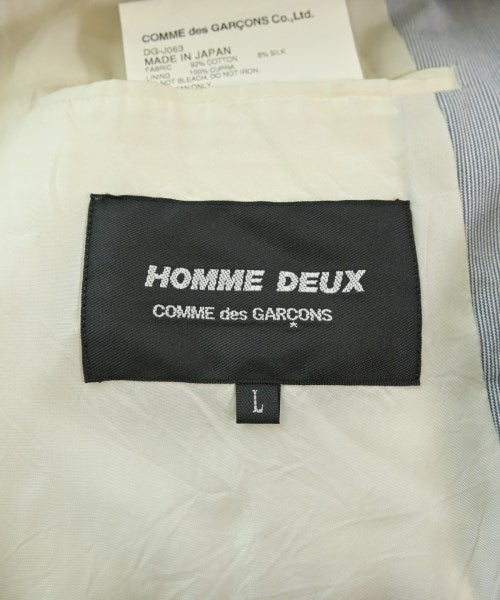 COMME des GARÇONS Co.,Ltd.
DG-J063
MADE IN JAPAN
FABRIC 92% COTTON 8% SILK
LINING 100% CUPRA
NOT BLEACH. DO NOT IRON.
ONLY.
HOMME DEUX
COMME des GARÇONS
L